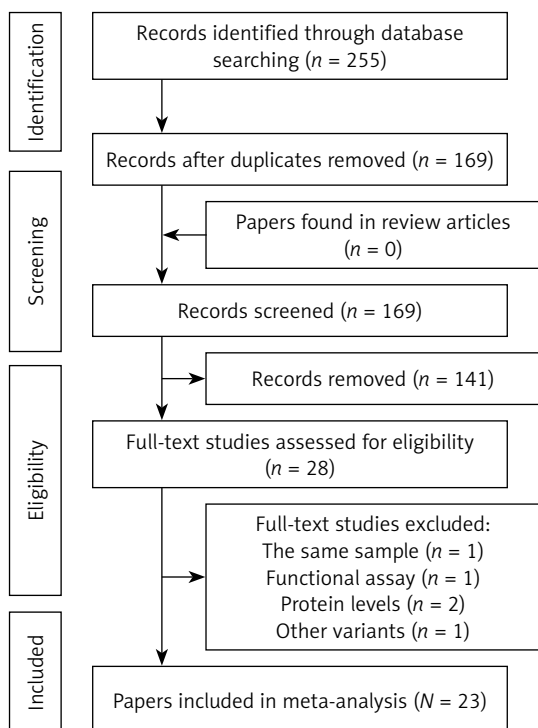 Identification
Records identified through database
searching (n = 255)
Records after duplicates removed (n = 169)
Screening
Papers found in review articles
(n = 0)
Records screened (n = 169)
Records removed (n = 141)
Eligibility
Full-text studies assessed for eligibility
(n = 28)
Full-text studies excluded:
The same sample (n = 1)
Functional assay (n = 1)
Protein levels (n = 2)
Other variants (n = 1)
Included
Papers included in meta-analysis (N = 23)